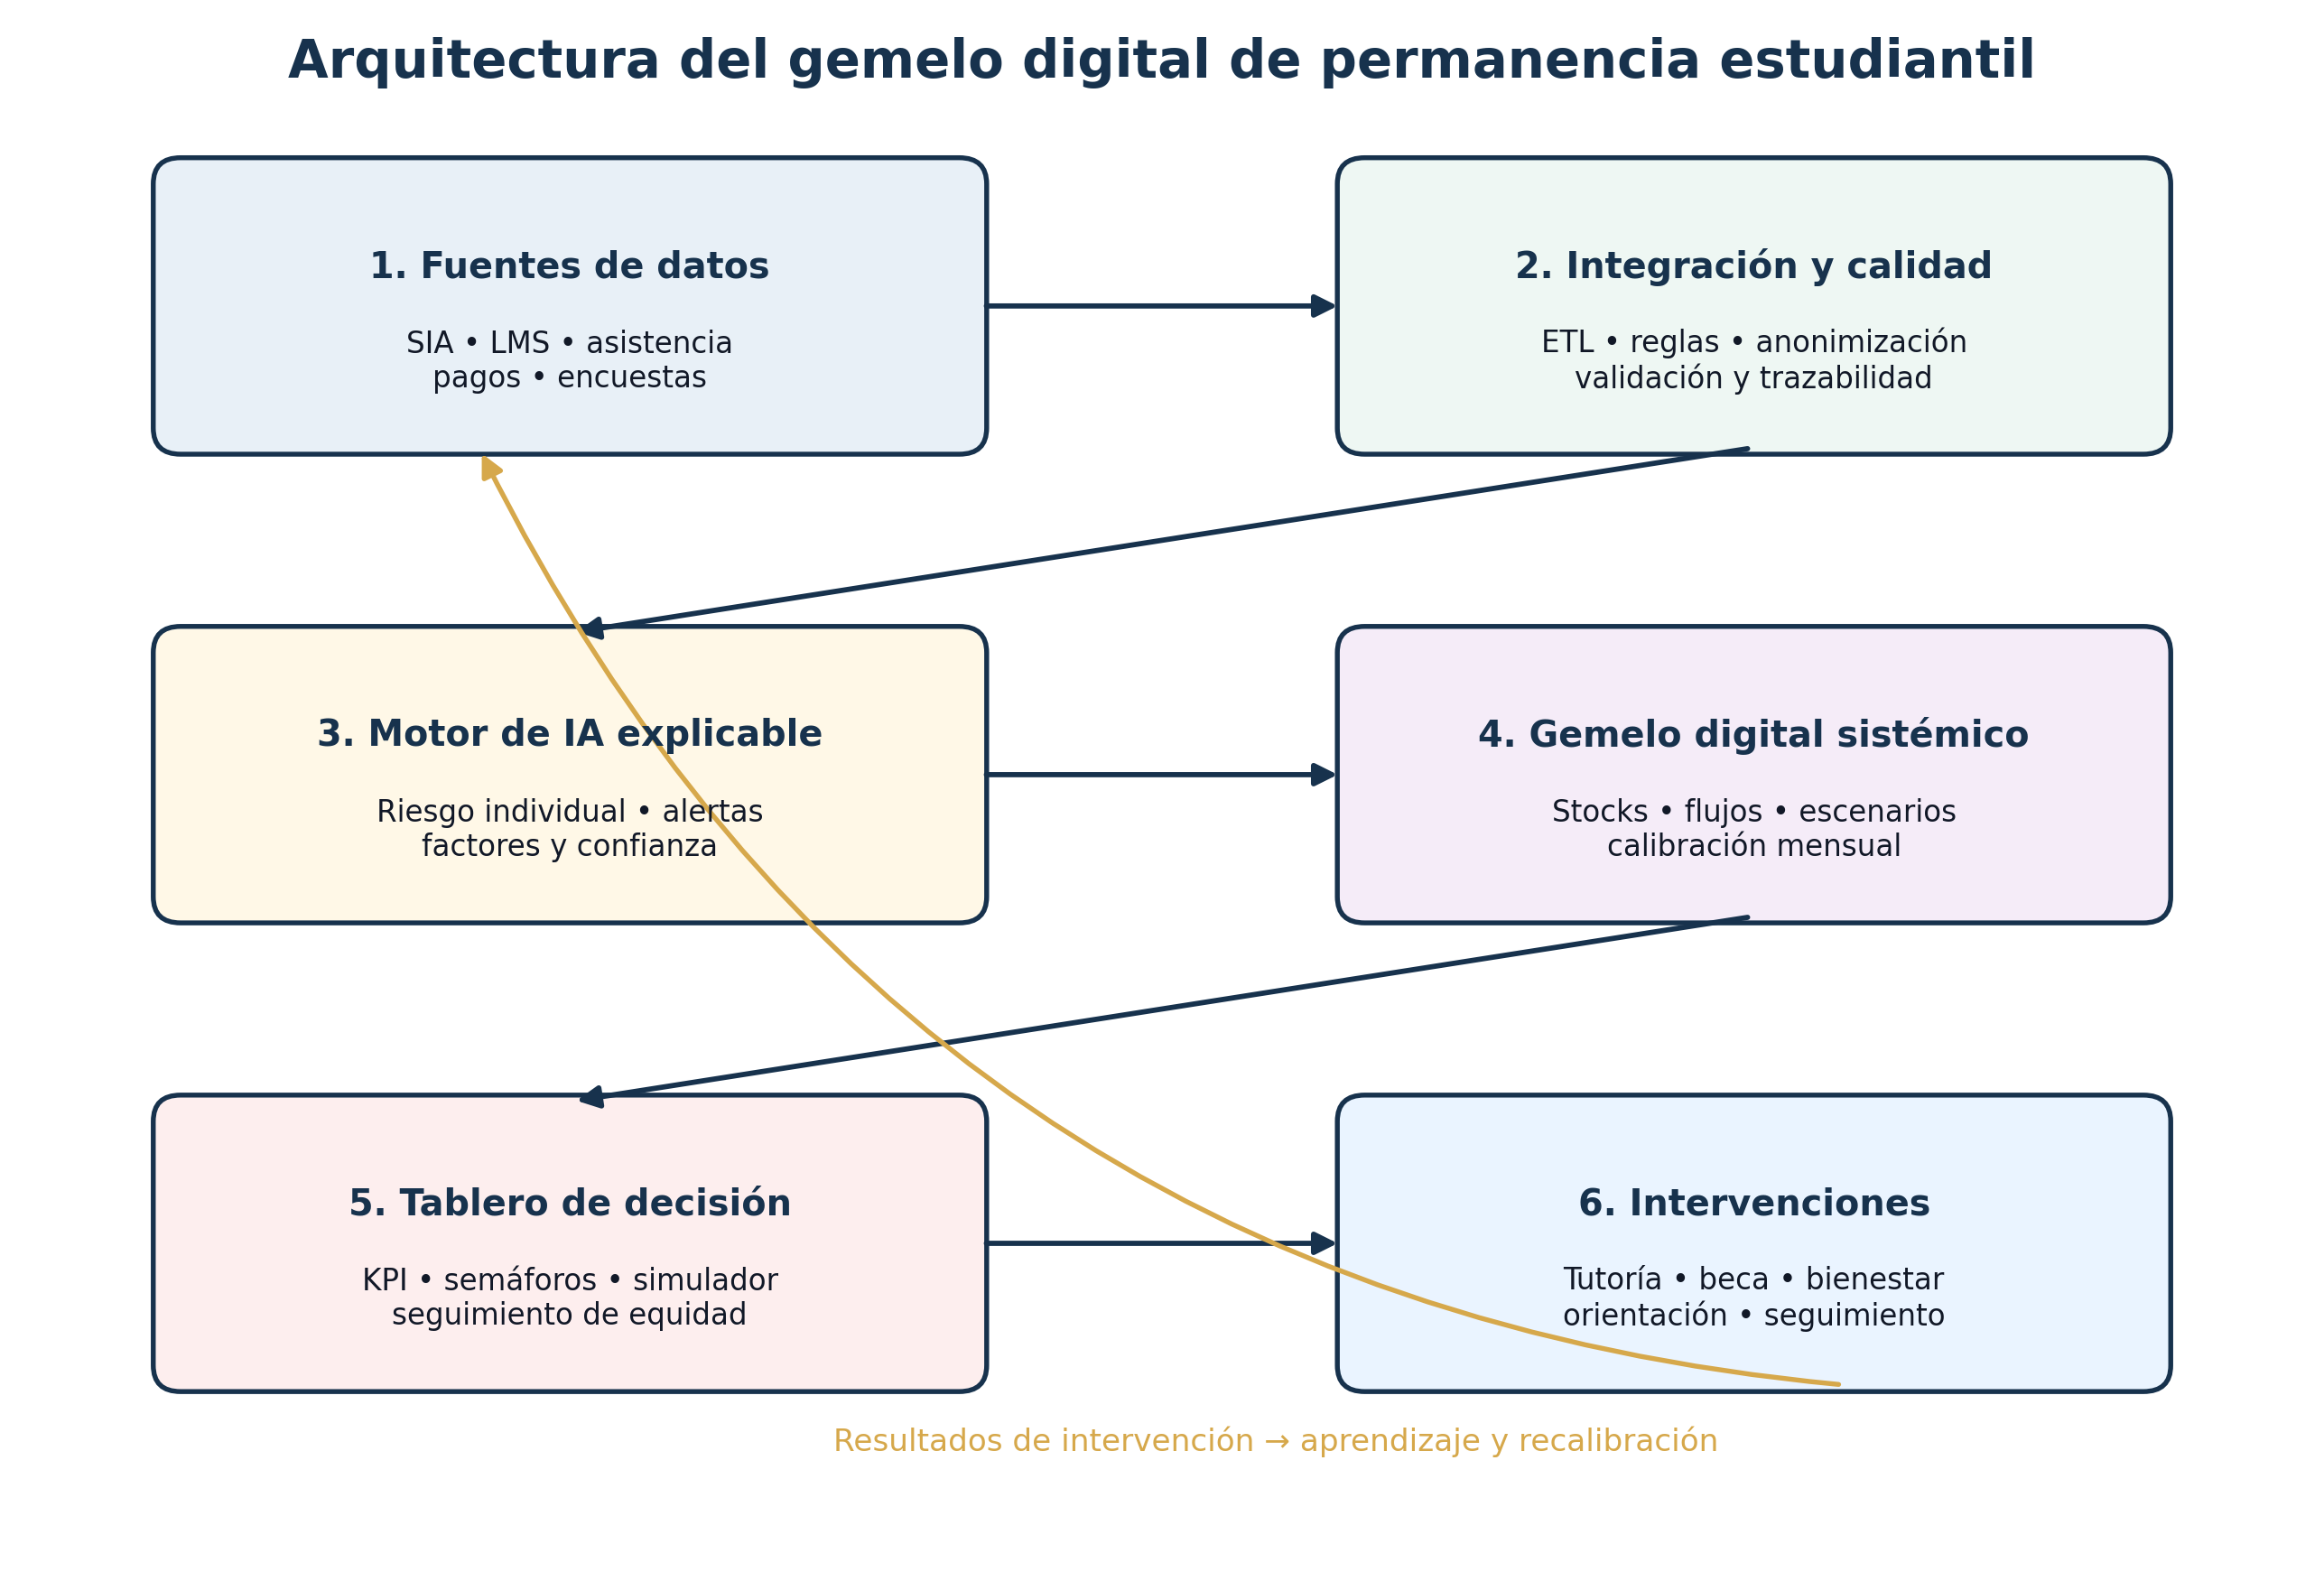 Arquitectura del gemelo digital de permanencia estudiantil
1. Fuentes de datos
SIA • LMS • asistencia
pagos • encuestas
2. Integración y calidad
ETL • reglas • anonimización
validación y trazabilidad
3. Motor de IA explicable
Riesgo individual • alertas
factores y confianza
4. Gemelo digital sistémico
Stocks • flujos • escenarios
calibración mensual
5. Tablero de decisión
KPI • semáforos • simulador
seguimiento de equidad
6. Intervenciones
Tutoría • beca • bienestar
orientación • seguimiento
Resultados de intervención → aprendizaje y recalibración